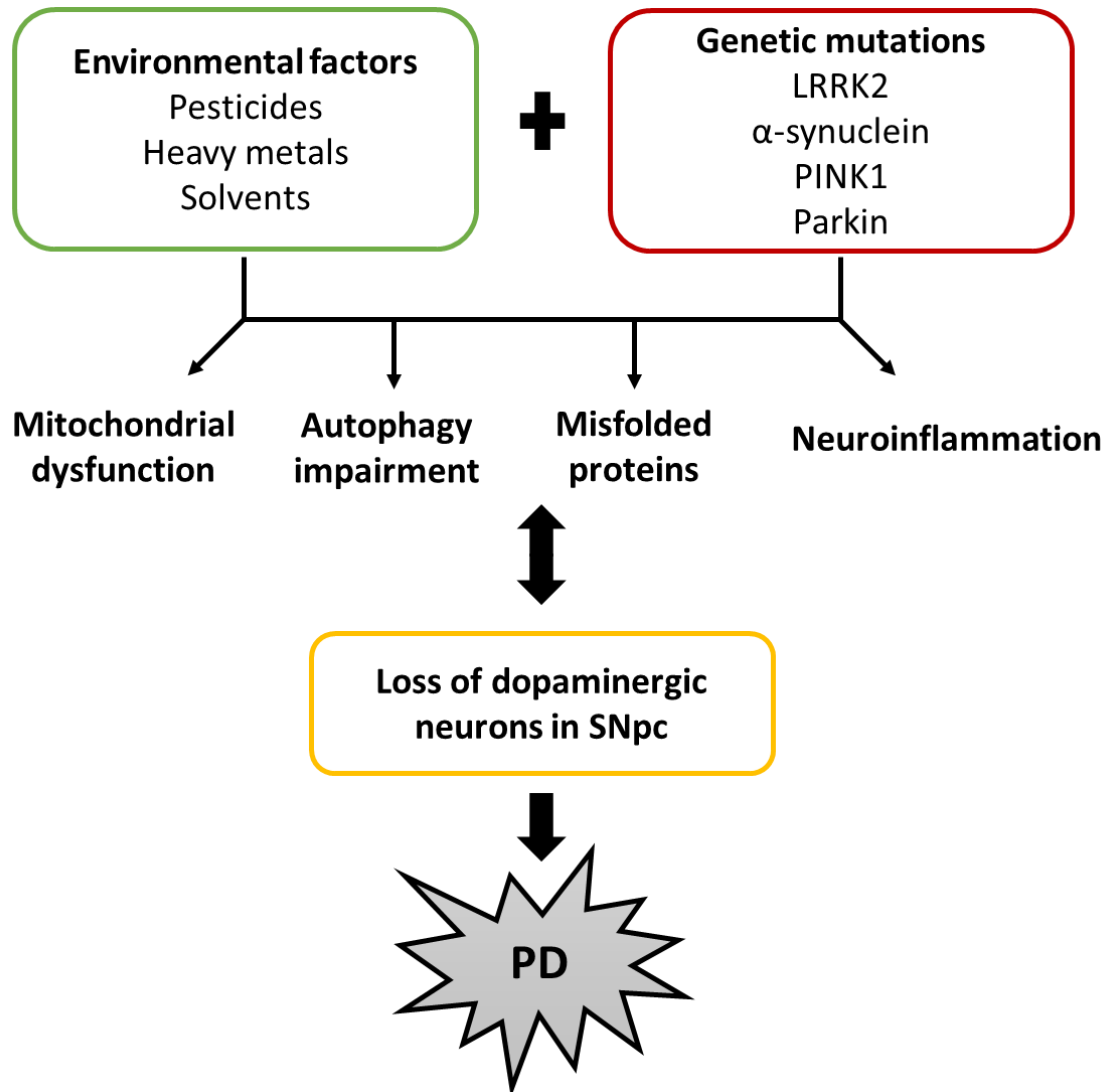 Environmental factors
Pesticides
Heavy metals
Solvents
Genetic mutations
LRRK2
α-synuclein
PINK1
Parkin
Mitochondrial
dysfunction
Autophagy
impairment
Misfolded
proteins
Neuroinflammation
Loss of dopaminergic
neurons in SNpc
PD